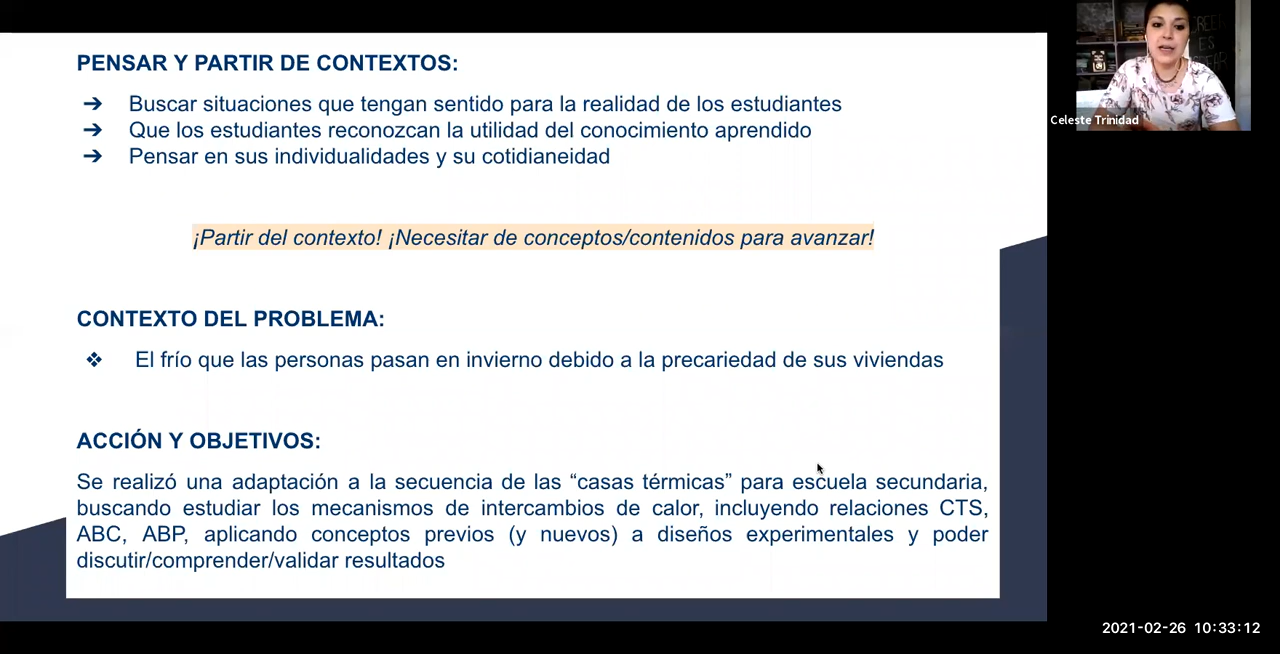 PENSAR Y PARTIR DE CONTEXTOS:
➔ Buscar situaciones que tengan sentido para la realidad de los estudiantes
➔ Que los estudiantes reconozcan la utilidad del conocimiento aprendido
➔ Pensar en sus individualidades y su cotidianeidad
¡Partir del contexto! ¡Necesitar de conceptos/contenidos para avanzar!
CONTEXTO DEL PROBLEMA:
❖ El frío que las personas pasan en invierno debido a la precariedad de sus viviendas
ACCIÓN Y OBJETIVOS:
Se realizó una adaptación a la secuencia de las “casas térmicas” para escuela secundaria,
buscando estudiar los mecanismos de intercambios de calor, incluyendo relaciones CTS,
ABC, ABP, aplicando conceptos previos (y nuevos) a diseños experimentales y poder
discutir/comprender/validar resultados
CREER
ES
CREAR
Celeste Trinidad
2021-02-26 10:33:12